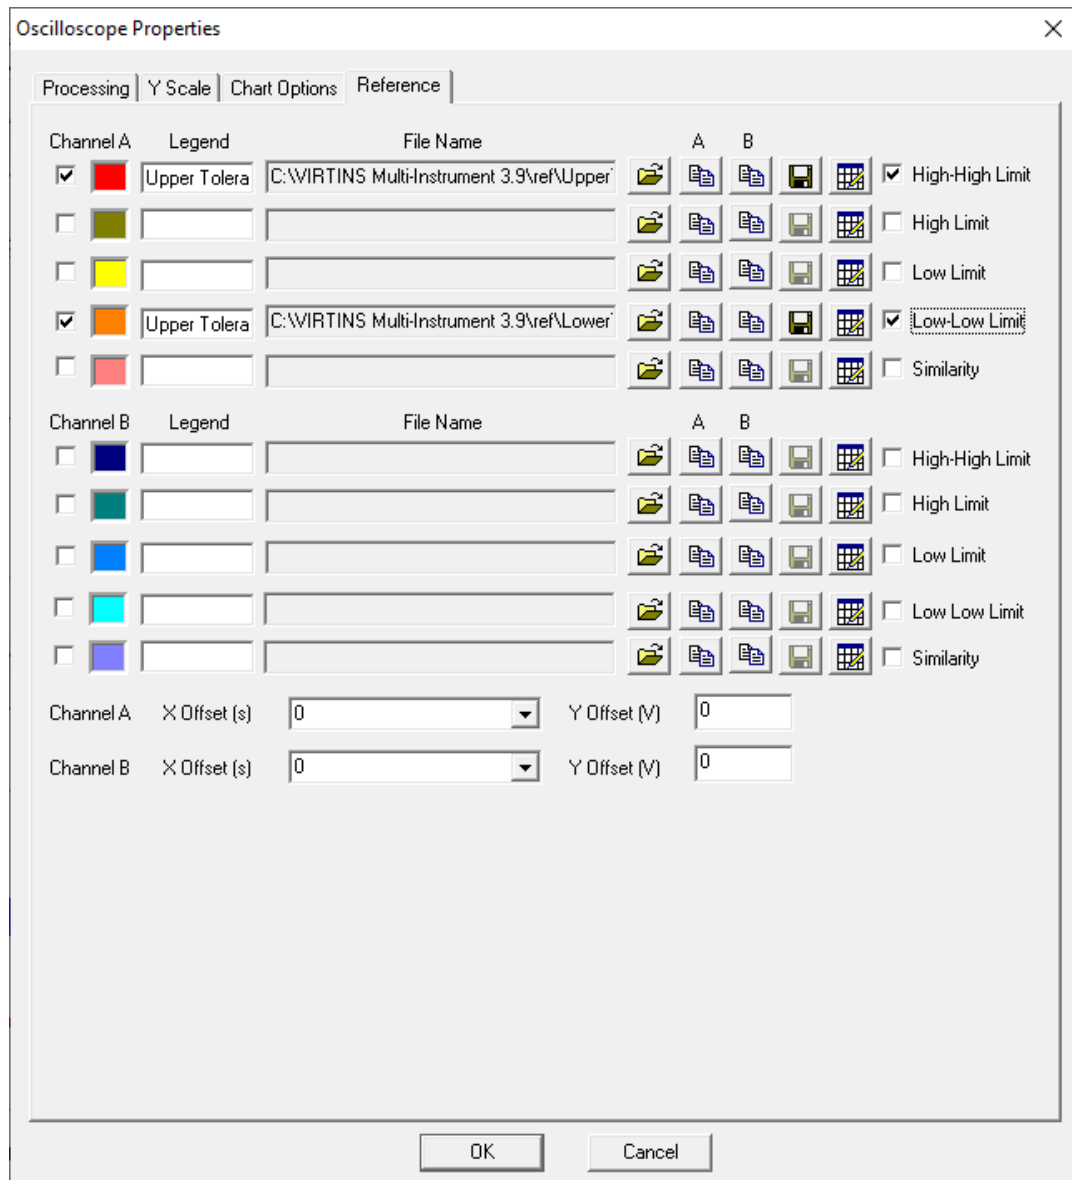 Oscilloscope Properties
Processing Y Scale Chart Options Reference
Channel A Legend File Name A B
Upper Tolera C:\VIRTINS Multi-Instrument 3.9\ref\Upper High-High Limit
High Limit
Low Limit
Upper Tolera C:\VIRTINS Multi-Instrument 3.9\ref\Lower Low-Low Limit
Similarity
Channel B Legend File Name A B
High-High Limit
High Limit
Low Limit
Low Low Limit
Similarity
Channel A X Offset (s) 0 Y Offset (V) 0
Channel B X Offset (s) 0 Y Offset (V) 0
OK Cancel